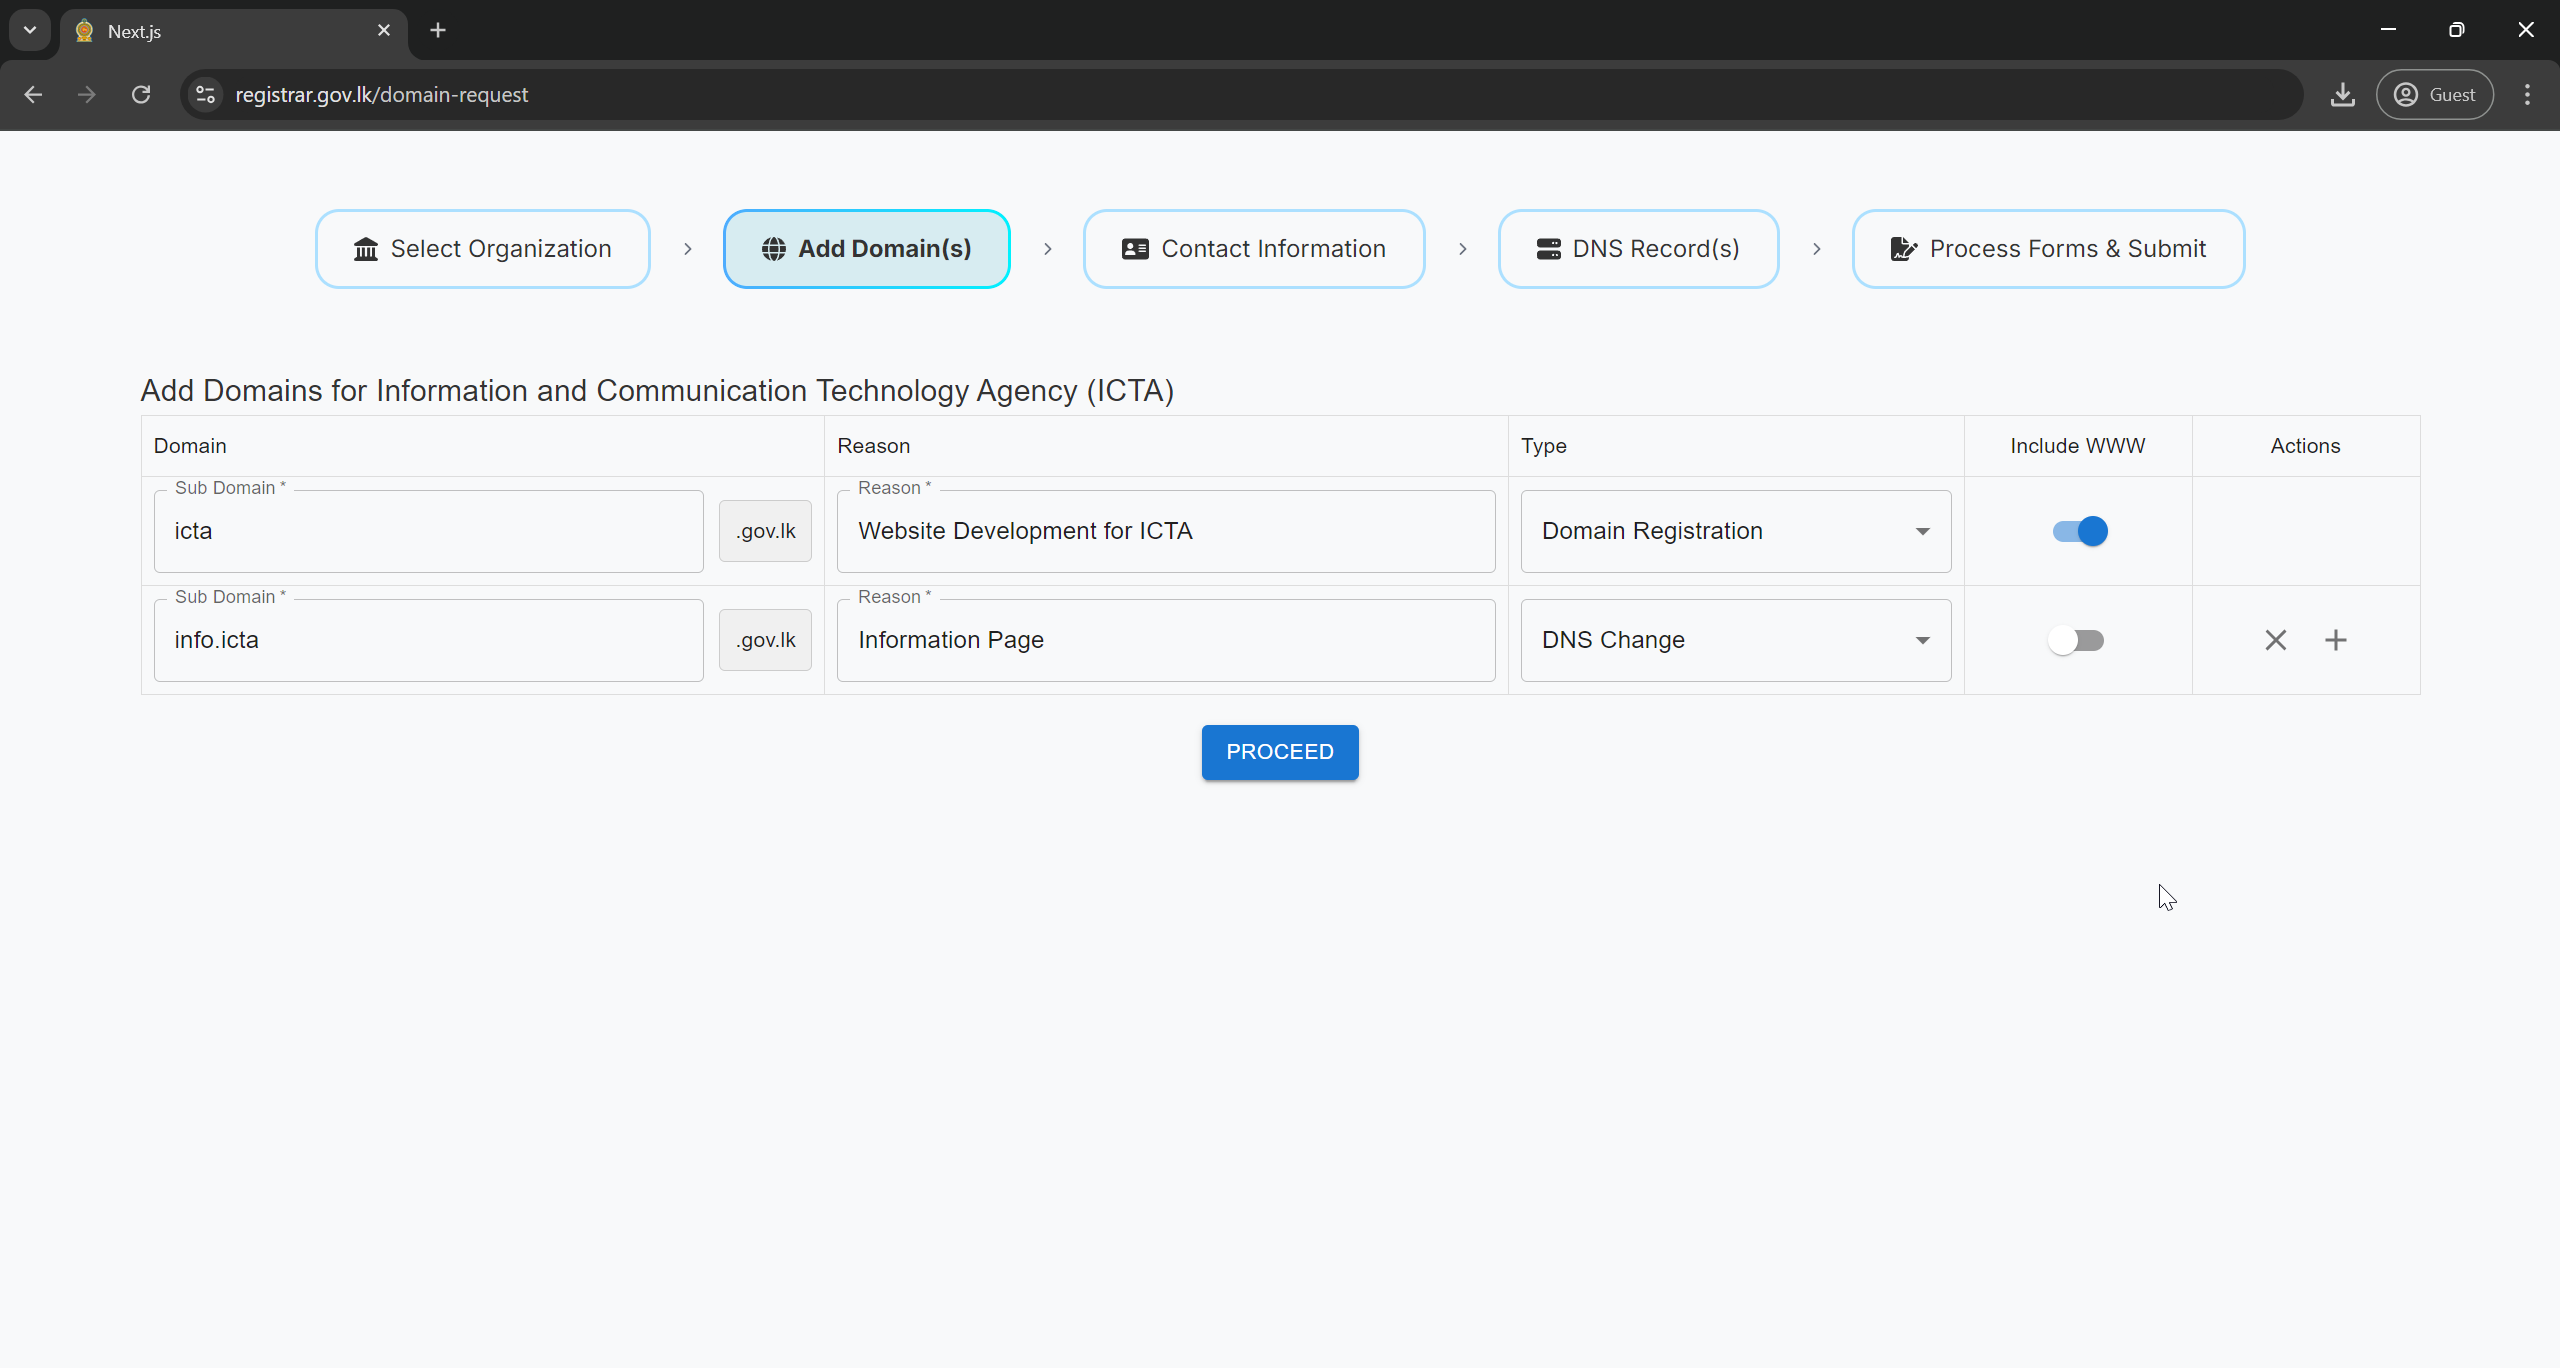 Next.js
registrar.gov.lk/domain-request
Guest
Select Organization
Add Domain(s)
Contact Information
DNS Record(s)
Process Forms & Submit
Add Domains for Information and Communication Technology Agency (ICTA)
Domain Reason Type Include WWW Actions
Sub Domain * Reason *
icta .gov.lk Website Development for ICTA Domain Registration
Sub Domain * Reason *
info.icta .gov.lk Information Page DNS Change
PROCEED